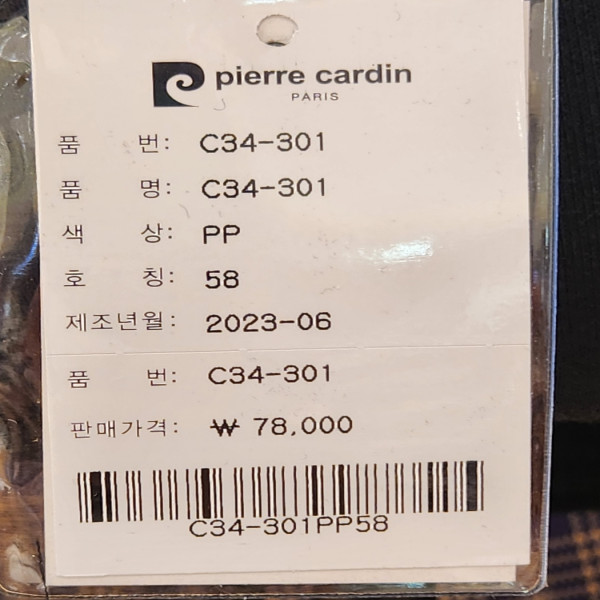 pierre cardin
PARIS
품 번: C34-301
품 명: C34-301
색 상: PP
호 칭: 58
제조년월: 2023-06
품 번: C34-301
판매가격: ₩ 78,000
C34-301PP58